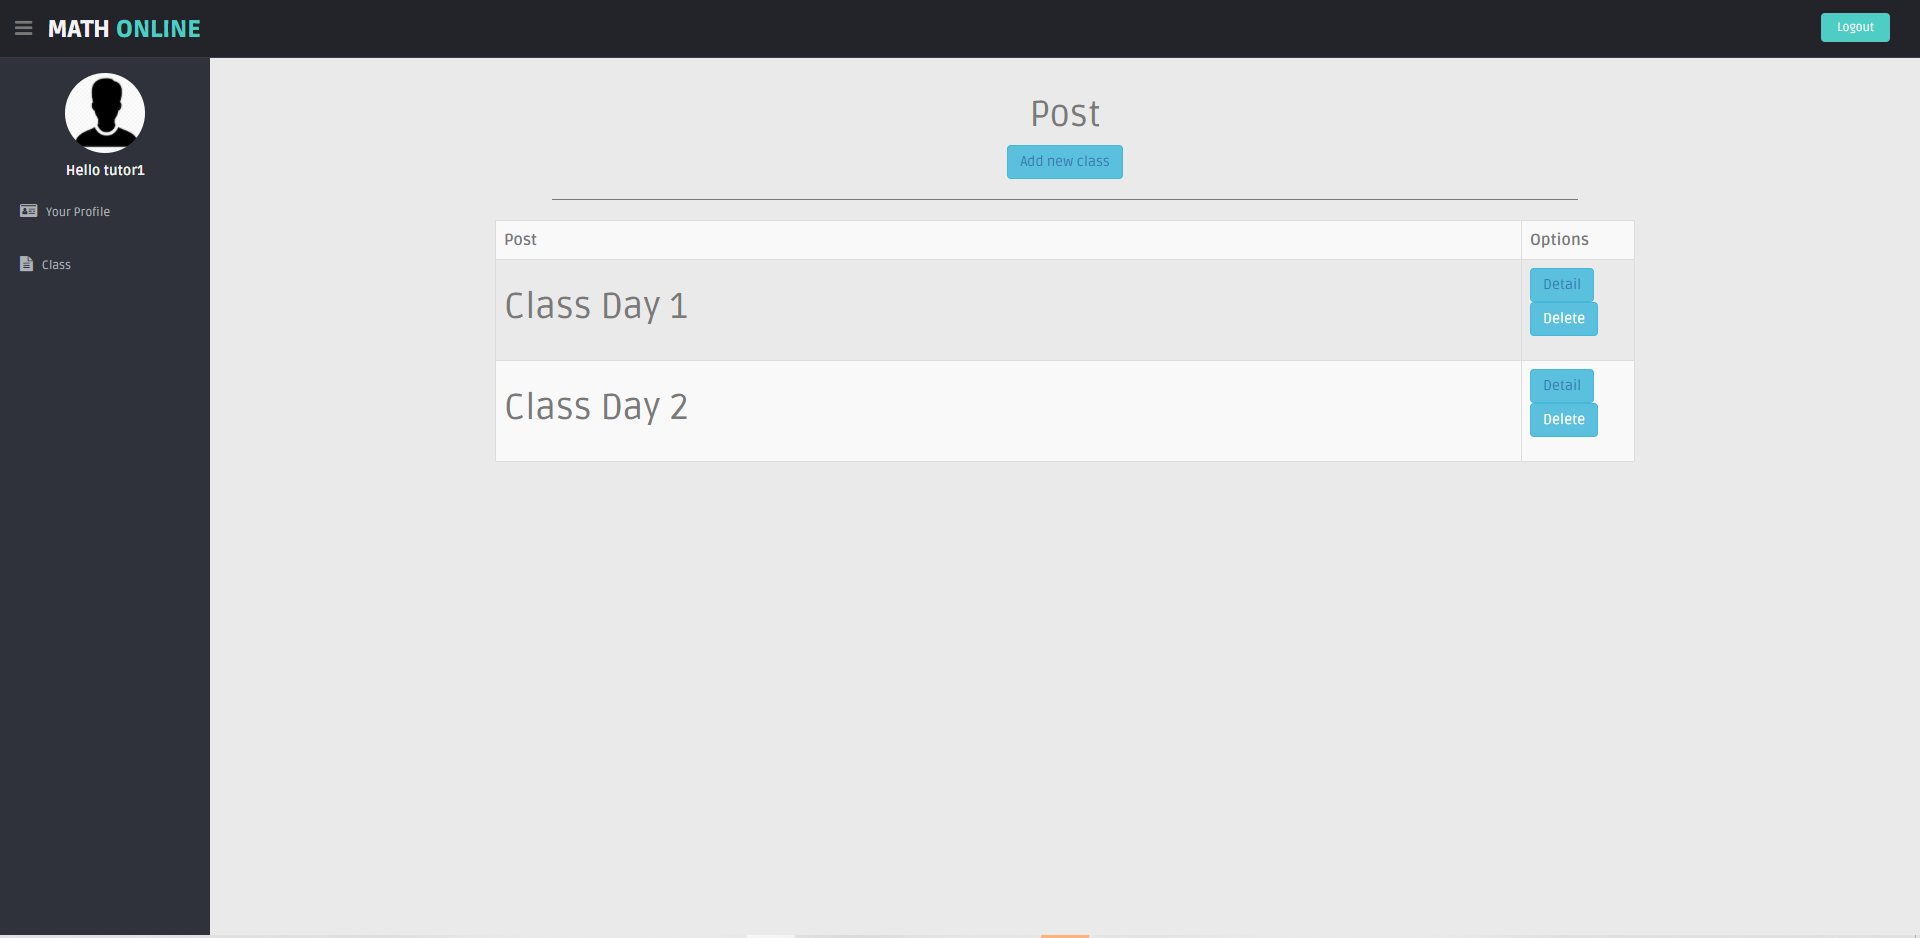 MATH ONLINE
Logout
Hello tutor1
Your Profile
Class
Post
Add new class
Post Options
Class Day 1
Detail
Delete
Class Day 2
Detail
Delete